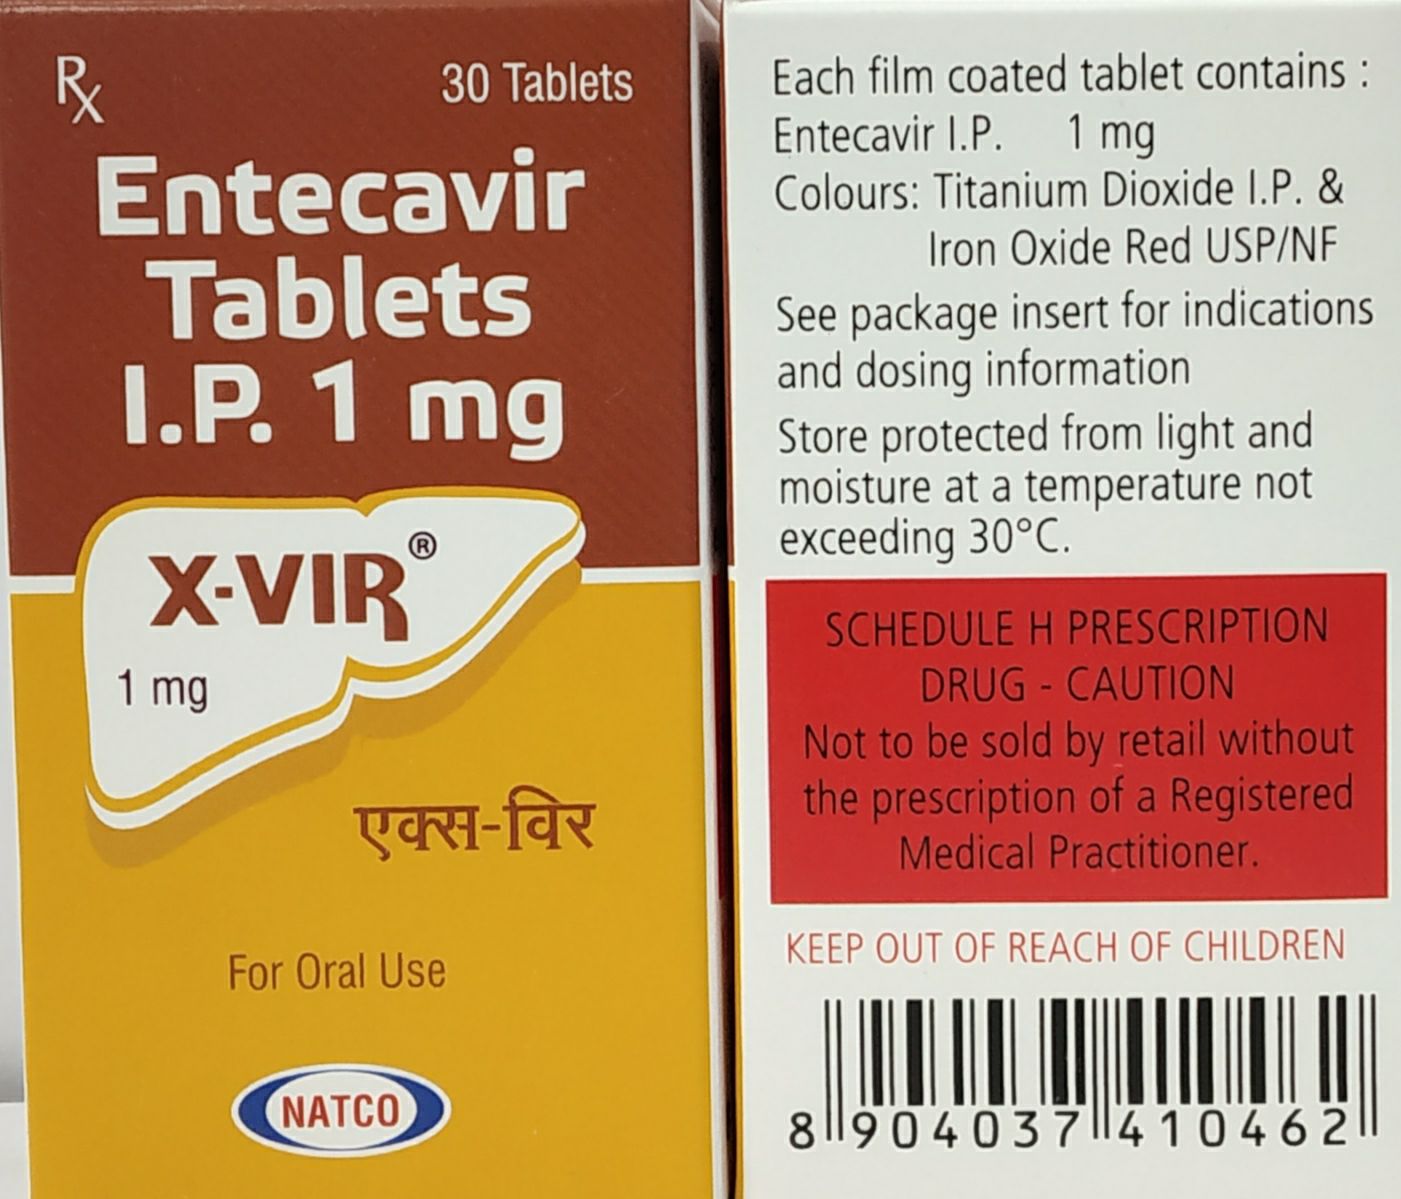 Rx
30 Tablets
Entecavir
Tablets
I.P. 1 mg
X-VIR®
1 mg
एक्स-विर
For Oral Use
NATCO
Each film coated tablet contains :
Entecavir I.P. 1 mg
Colours: Titanium Dioxide I.P. &
Iron Oxide Red USP/NF
See package insert for indications
and dosing information
Store protected from light and
moisture at a temperature not
exceeding 30°C.
SCHEDULE H PRESCRIPTION
DRUG - CAUTION
Not to be sold by retail without
the prescription of a Registered
Medical Practitioner.
KEEP OUT OF REACH OF CHILDREN
8 904037 410462